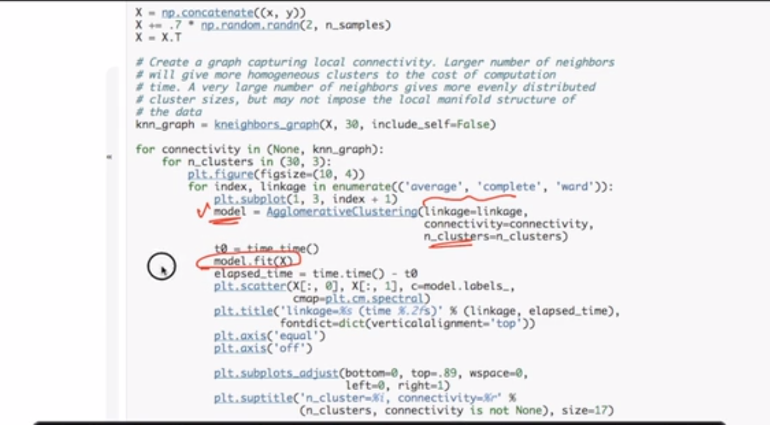 X = np.concatenate((x, y))
X += .7 * np.random.randn(2, n_samples)
X = X.T
# Create a graph capturing local connectivity. Larger number of neighbors
# will give more homogeneous clusters to the cost of computation
# time. A very large number of neighbors gives more evenly distributed
# cluster sizes, but may not impose the local manifold structure of
# the data
knn_graph = kneighbors_graph(X, 30, include_self=False)
for connectivity in (None, knn_graph):
for n_clusters in (30, 3):
plt.figure(figsize=(10, 4))
for index, linkage in enumerate(('average', 'complete', 'ward')):
plt.subplot(1, 3, index + 1)
model = AgglomerativeClustering(linkage=linkage,
connectivity=connectivity,
n_clusters=n_clusters)
t0 = time.time()
model.fit(X)
elapsed_time = time.time() - t0
plt.scatter(X[:, 0], X[:, 1], c=model.labels_,
cmap=plt.cm.spectral)
plt.title('linkage=%s (time %.2fs)' % (linkage, elapsed_time),
fontdict=dict(verticalalignment='top'))
plt.axis('equal')
plt.axis('off')
plt.subplots_adjust(bottom=0, top=.89, wspace=0,
left=0, right=1)
plt.suptitle('n_cluster=%i, connectivity=%r' %
(n_clusters, connectivity is not None), size=17)